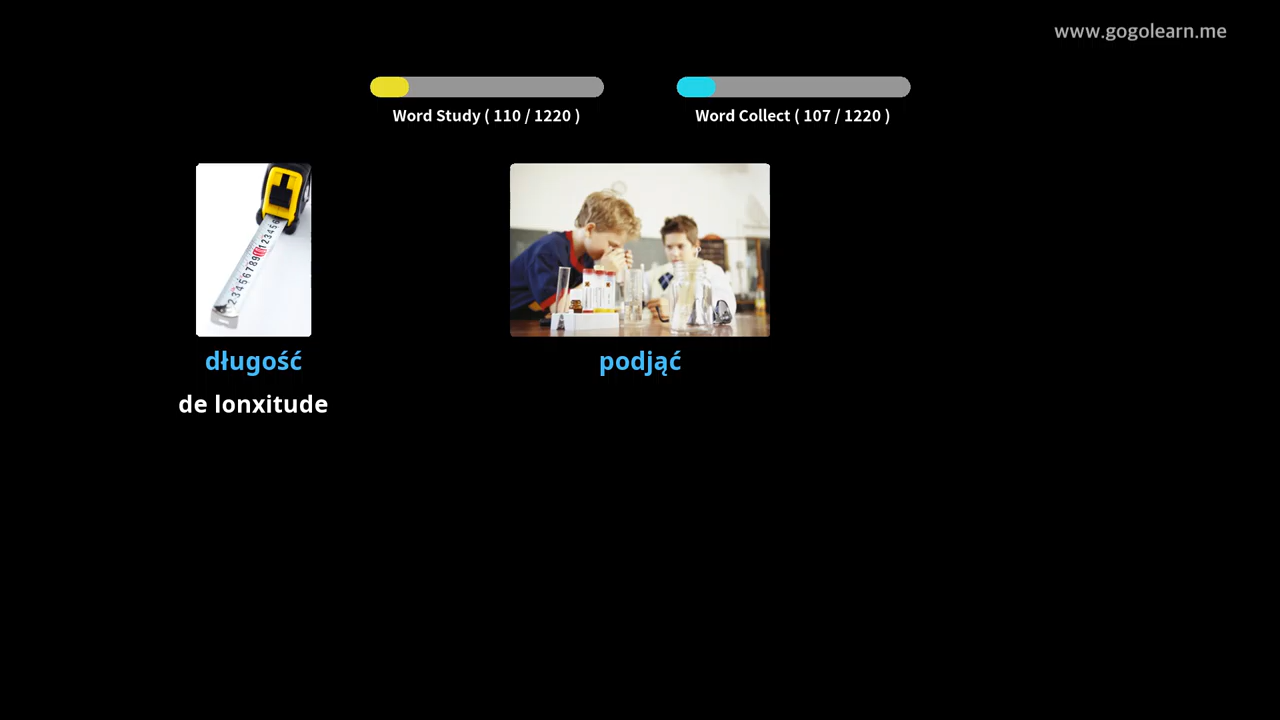 www.gogolearn.me
Word Study ( 110 / 1220 )
Word Collect ( 107 / 1220 )
długość
podjąć
de lonxitude